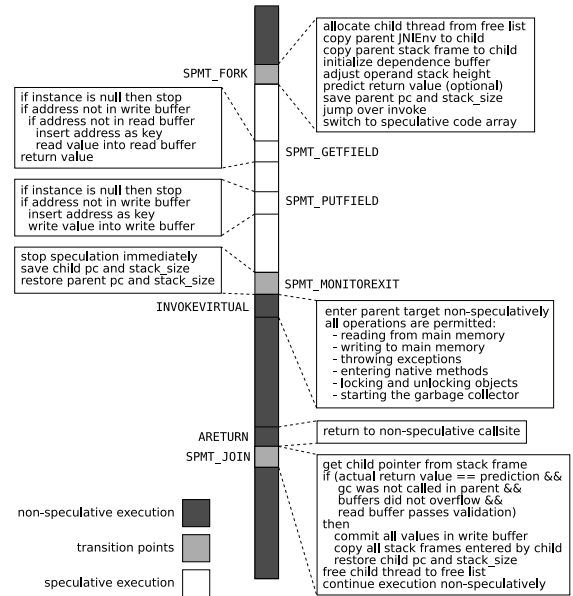 allocate child thread from free list
copy parent JNIEnv to child
copy parent stack frame to child
initialize dependence buffer
adjust operand stack height
predict return value (optional)
save parent pc and stack_size
jump over invoke
switch to speculative code array
SPMT_FORK
if instance is null then stop
if address not in write buffer
if address not in read buffer
insert address as key
read value into read buffer
return value
SPMT_GETFIELD
if instance is null then stop
if address not in write buffer
insert address as key
write value into write buffer
SPMT_PUTFIELD
stop speculation immediately
save child pc and stack_size
restore parent pc and stack_size
SPMT_MONITOREXIT
INVOKEVIRTUAL
enter parent target non-speculatively
all operations are permitted:
- reading from main memory
- writing to main memory
- throwing exceptions
- entering native methods
- locking and unlocking objects
- starting the garbage collector
ARETURN
return to non-speculative callsite
SPMT_JOIN
get child pointer from stack frame
if (actual return value == prediction &&
gc was not called in parent &&
buffers did not overflow &&
read buffer passes validation)
then
commit all values in write buffer
copy all stack frames entered by child
restore child pc and stack_size
free child thread to free list
continue execution non-speculatively
non-speculative execution
transition points
speculative execution